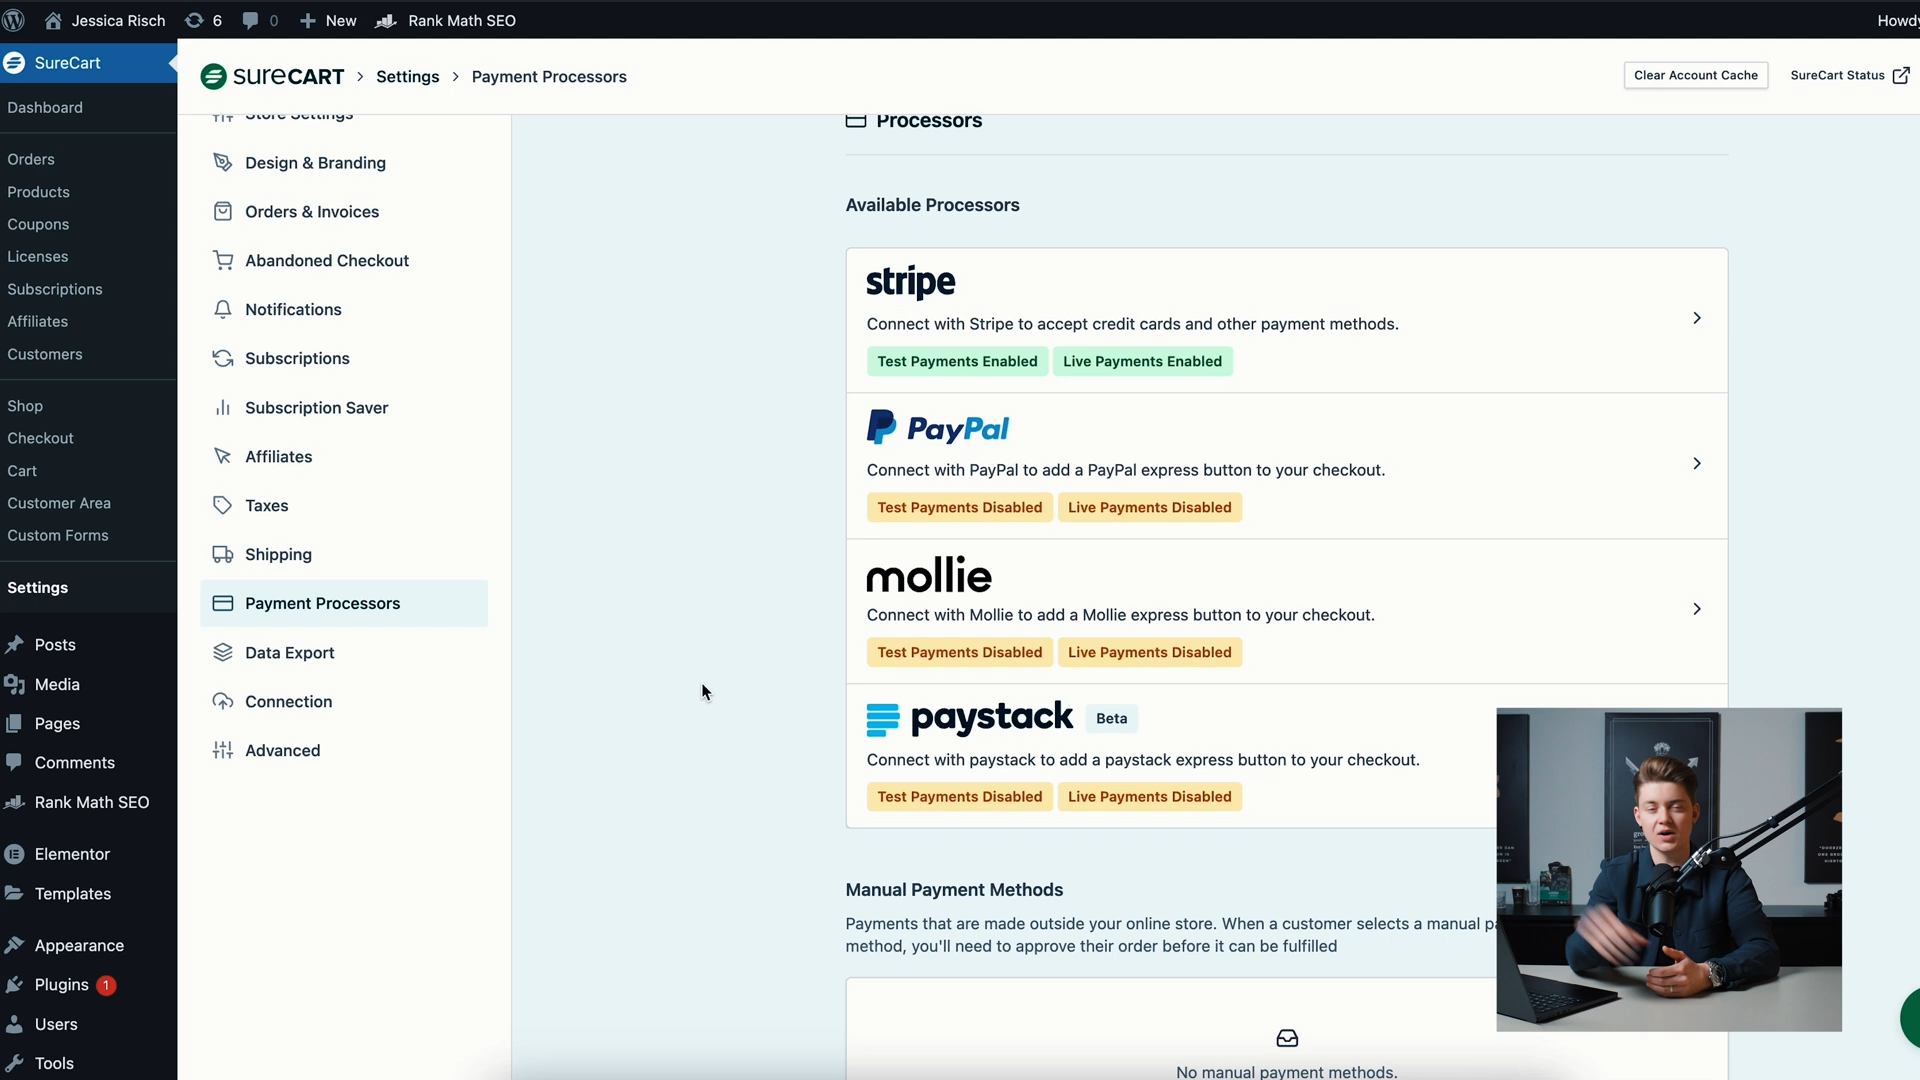 Jessica Risch
6
0
New
Rank Math SEO
Howdy
SureCart
Dashboard
Orders
Products
Coupons
Licenses
Subscriptions
Affiliates
Customers
Shop
Checkout
Cart
Customer Area
Custom Forms
Settings
Posts
Media
Pages
Comments
Rank Math SEO
Elementor
Templates
Appearance
Plugins 1
Users
Tools
SURECART > Settings > Payment Processors
Clear Account Cache
SureCart Status
Store Settings
Design & Branding
Orders & Invoices
Abandoned Checkout
Notifications
Subscriptions
Subscription Saver
Affiliates
Taxes
Shipping
Payment Processors
Data Export
Connection
Advanced
Processors
Available Processors
stripe
Connect with Stripe to accept credit cards and other payment methods.
Test Payments Enabled Live Payments Enabled
PayPal
Connect with PayPal to add a PayPal express button to your checkout.
Test Payments Disabled Live Payments Disabled
mollie
Connect with Mollie to add a Mollie express button to your checkout.
Test Payments Disabled Live Payments Disabled
paystack Beta
Connect with paystack to add a paystack express button to your checkout.
Test Payments Disabled Live Payments Disabled
Manual Payment Methods
Payments that are made outside your online store. When a customer selects a manual
method, you'll need to approve their order before it can be fulfilled
No manual payment methods.